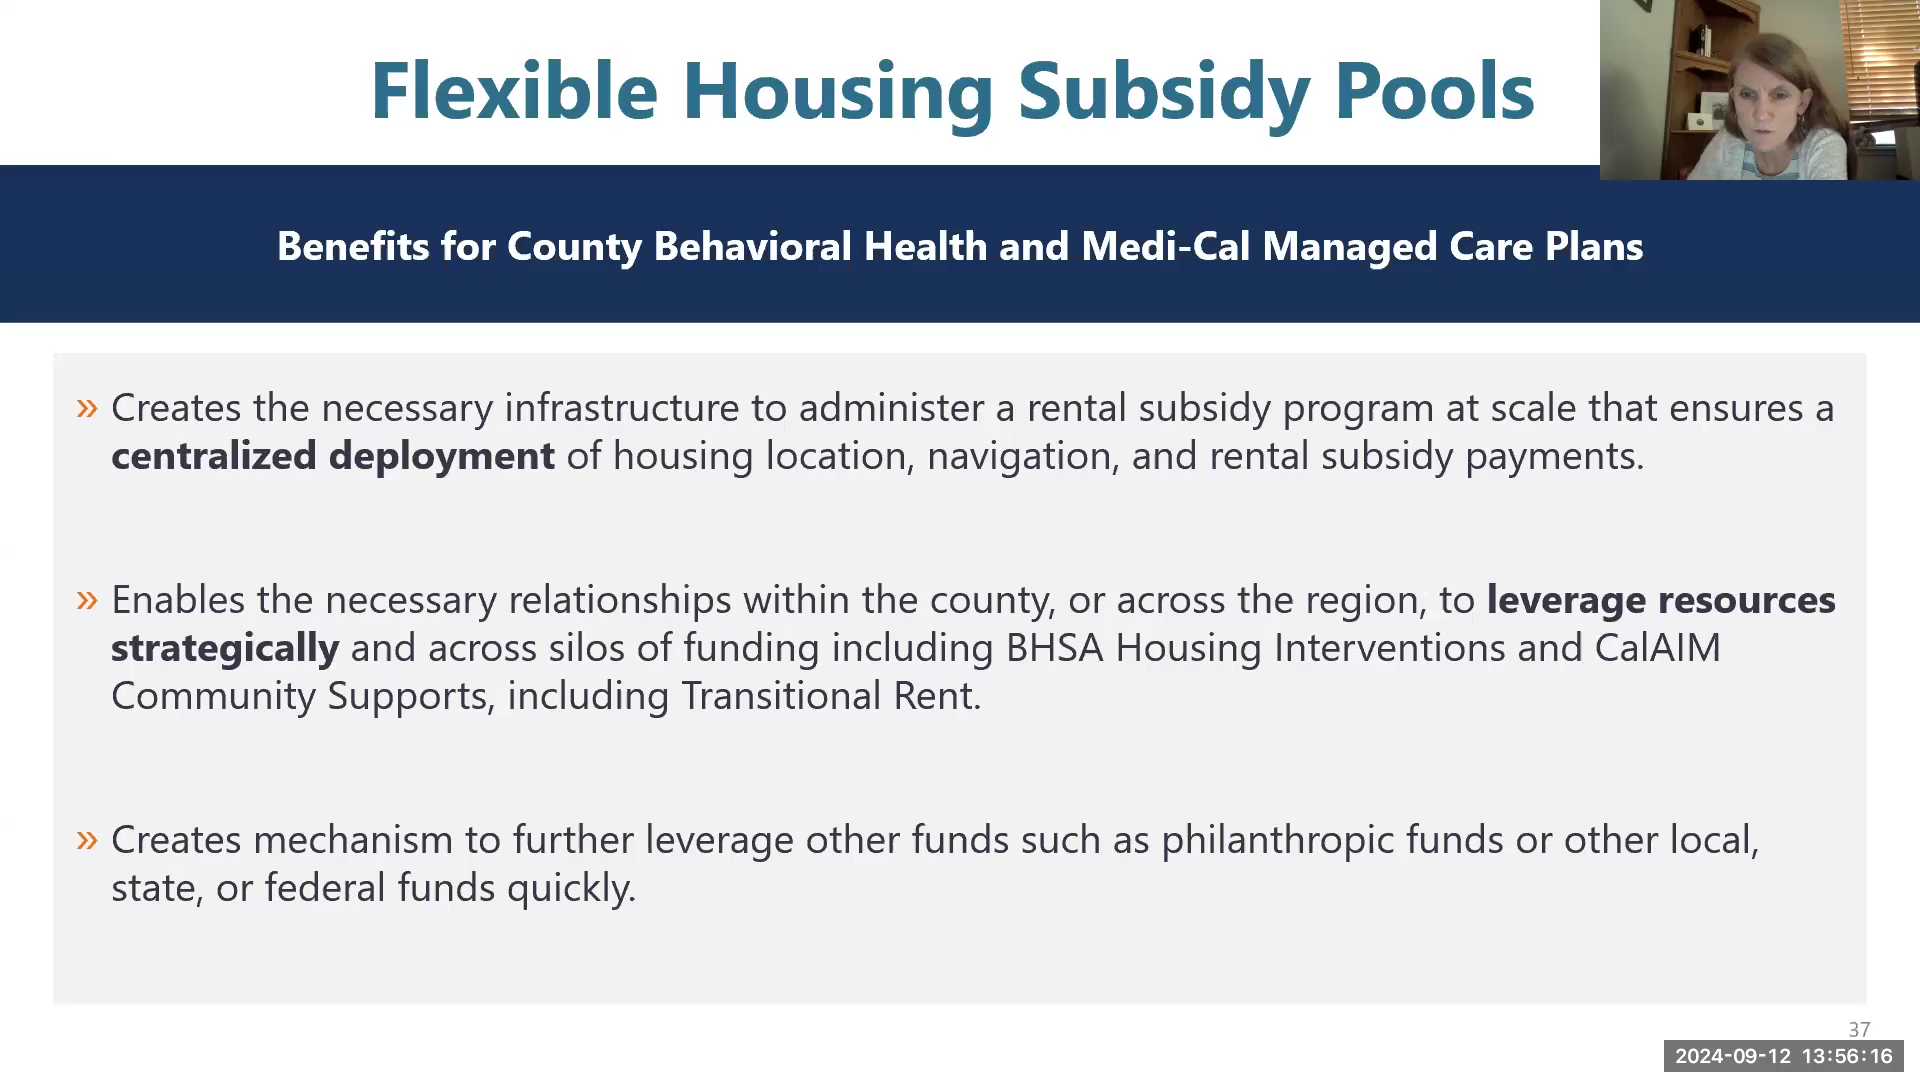 Flexible Housing Subsidy Pools
Benefits for County Behavioral Health and Medi-Cal Managed Care Plans
» Creates the necessary infrastructure to administer a rental subsidy program at scale that ensures a
centralized deployment of housing location, navigation, and rental subsidy payments.
» Enables the necessary relationships within the county, or across the region, to leverage resources
strategically and across silos of funding including BHSA Housing Interventions and CalAIM
Community Supports, including Transitional Rent.
» Creates mechanism to further leverage other funds such as philanthropic funds or other local,
state, or federal funds quickly.
37
2024-09-12 13:56:16